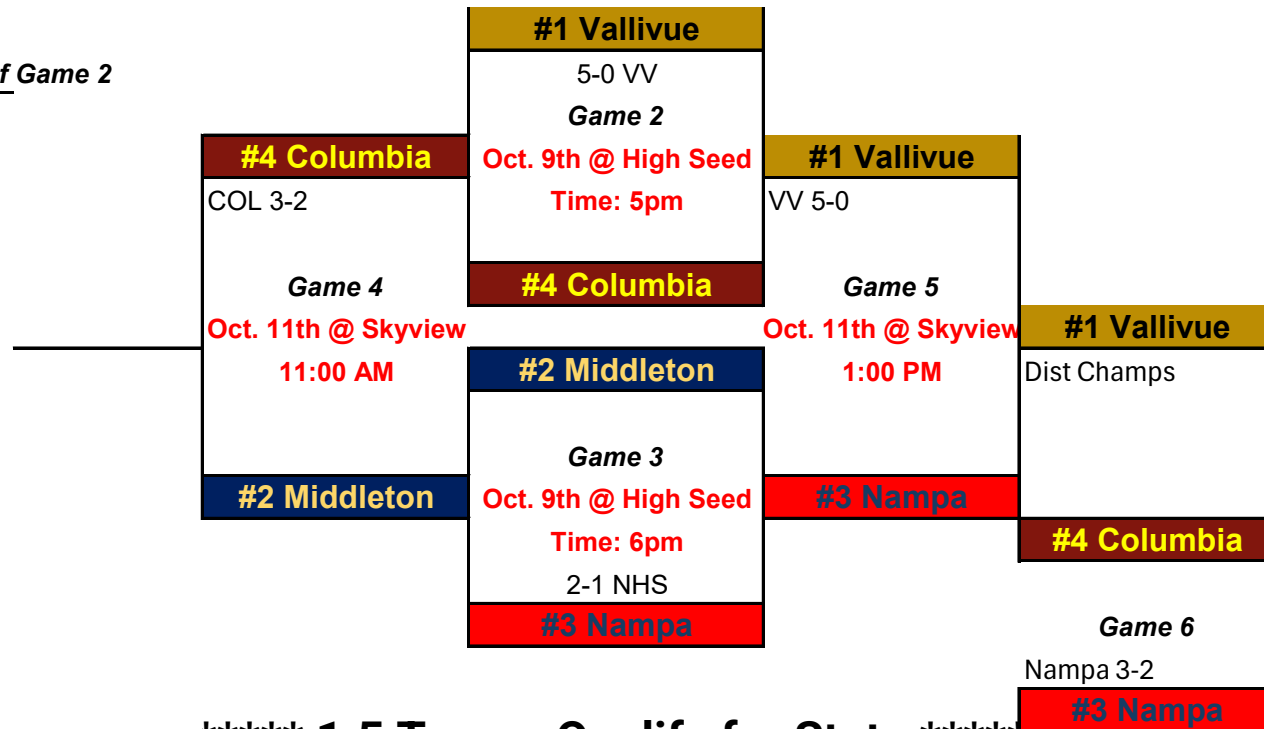 #1 Vallivue
f Game 2
5-0 VV
Game 2
#4 Columbia
Oct. 9th @ High Seed
#1 Vallivue
COL 3-2
Time: 5pm
VV 5-0
Game 4
#4 Columbia
Game 5
Oct. 11th @ Skyview
Oct. 11th @ Skyview
#1 Vallivue
11:00 AM
#2 Middleton
1:00 PM
Dist Champs
Game 3
#2 Middleton
Oct. 9th @ High Seed
#3 Nampa
Time: 6pm
#4 Columbia
2-1 NHS
#3 Nampa
Game 6
Nampa 3-2
#3 Nampa